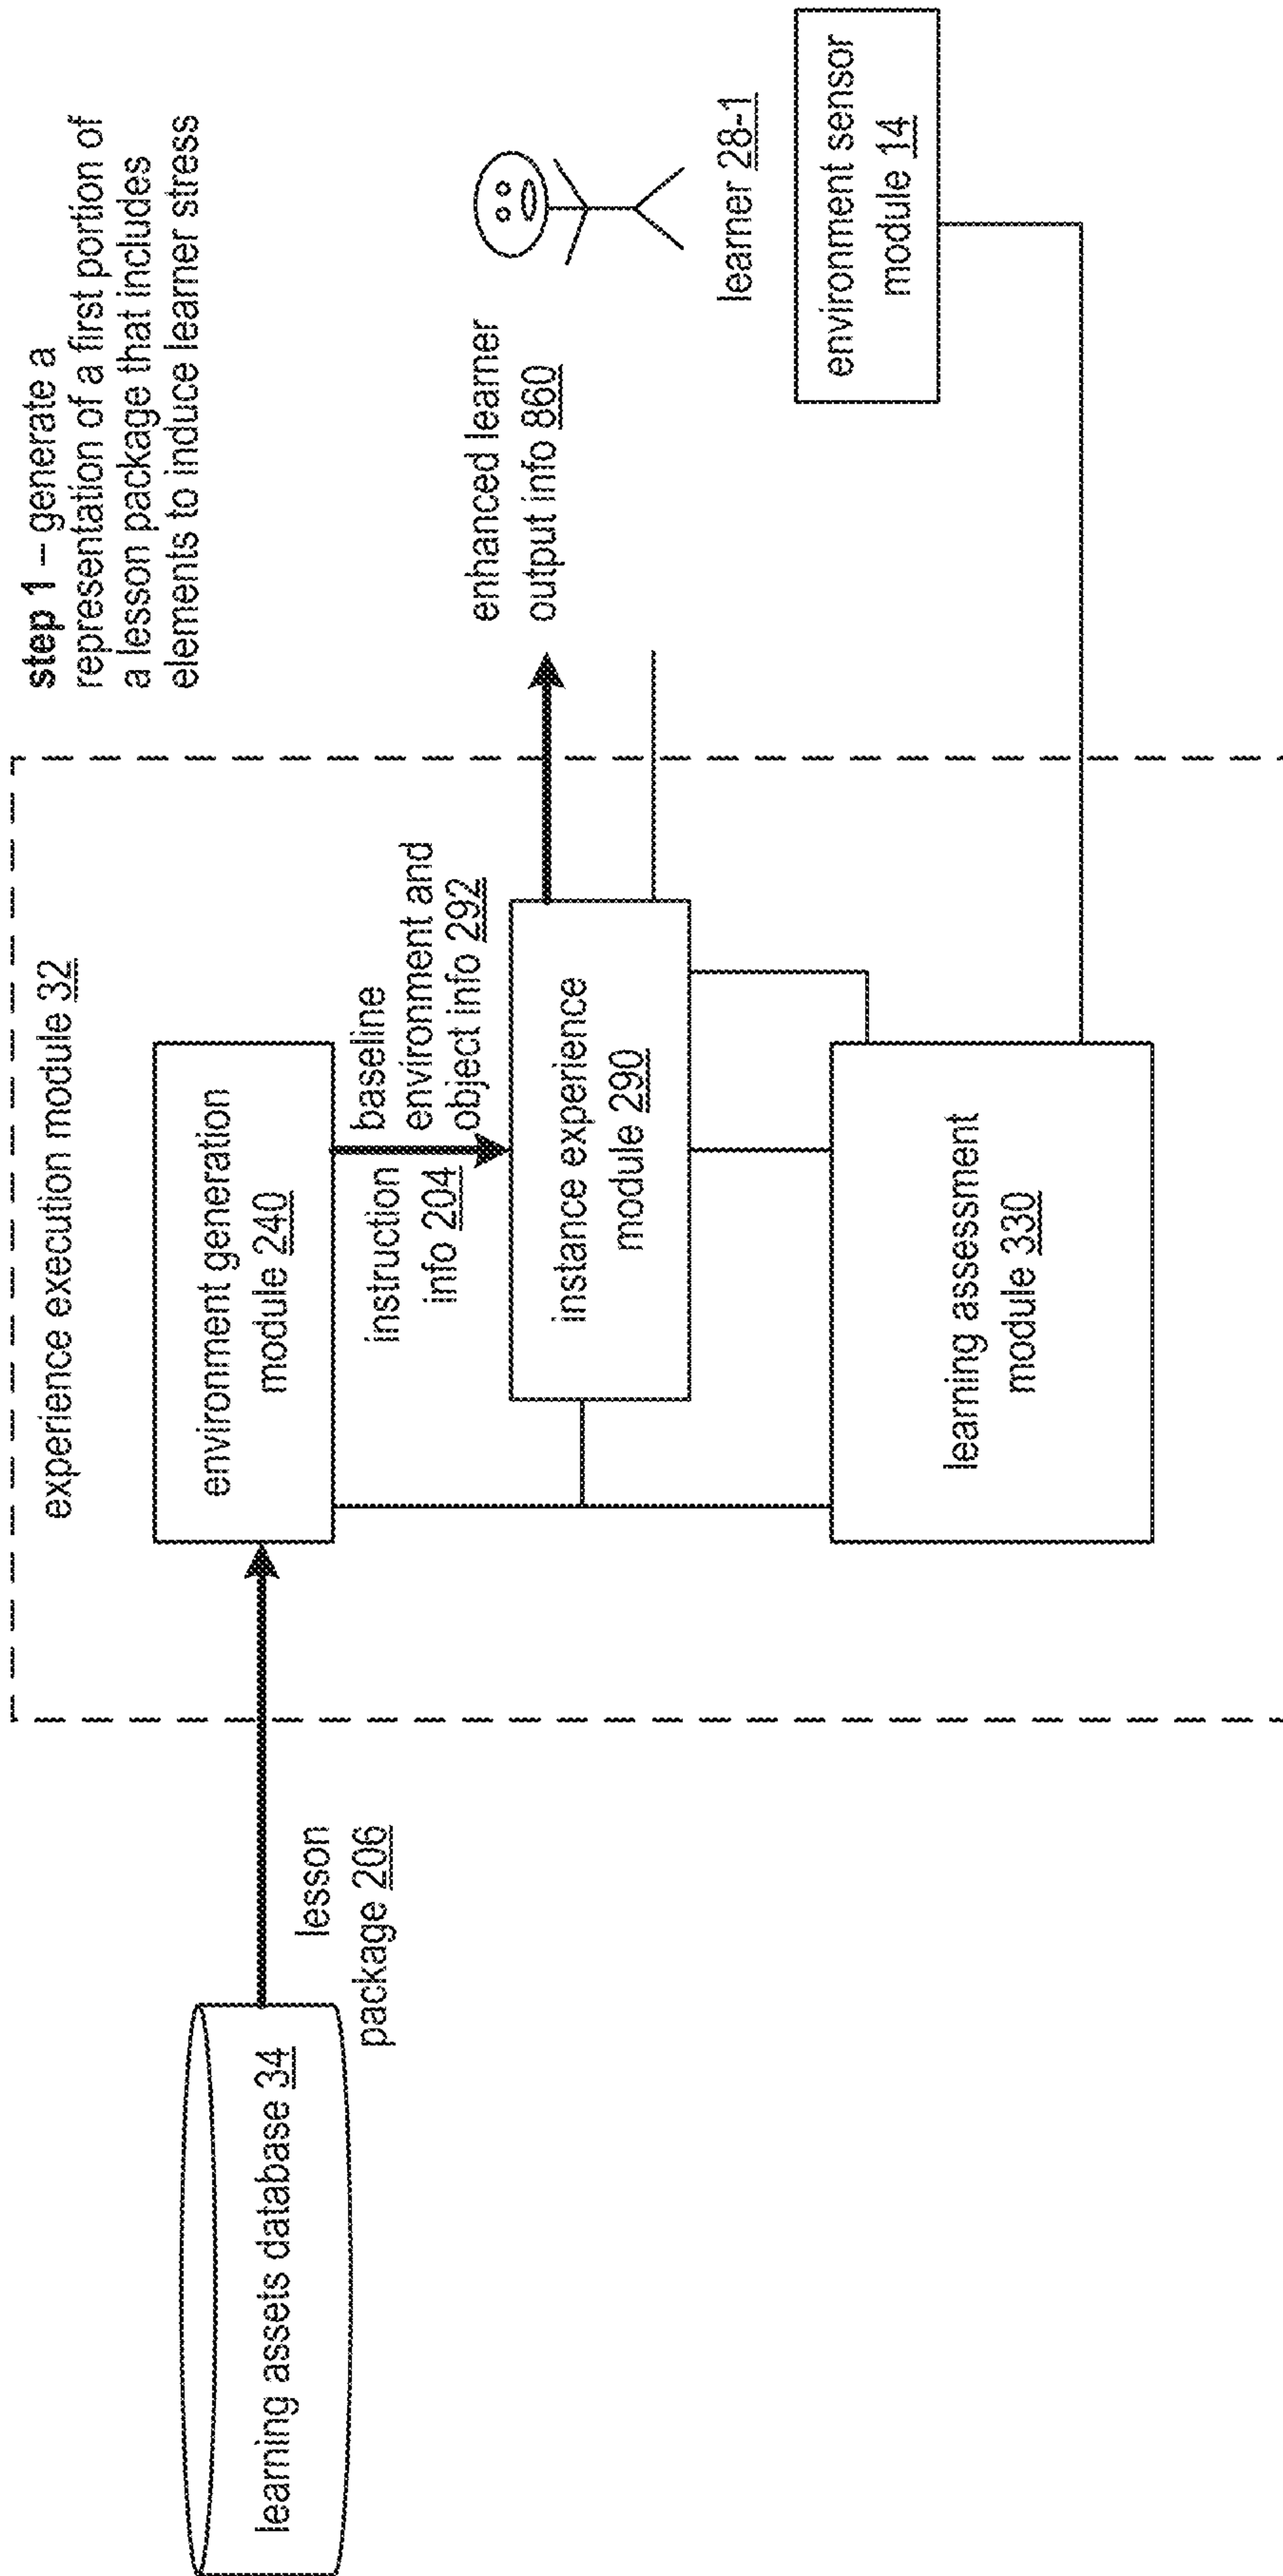 step 1 – generate a
representation of a first portion of
a lesson package that includes
elements to induce learner stress
experience execution module 32
learning assets database 34
lesson
package 206
environment generation
module 240
instruction
info 204
baseline
environment and
object info 292
instance experience
module 290
enhanced learner
output info 860
learner 28-1
learning assessment
module 330
environment sensor
module 14